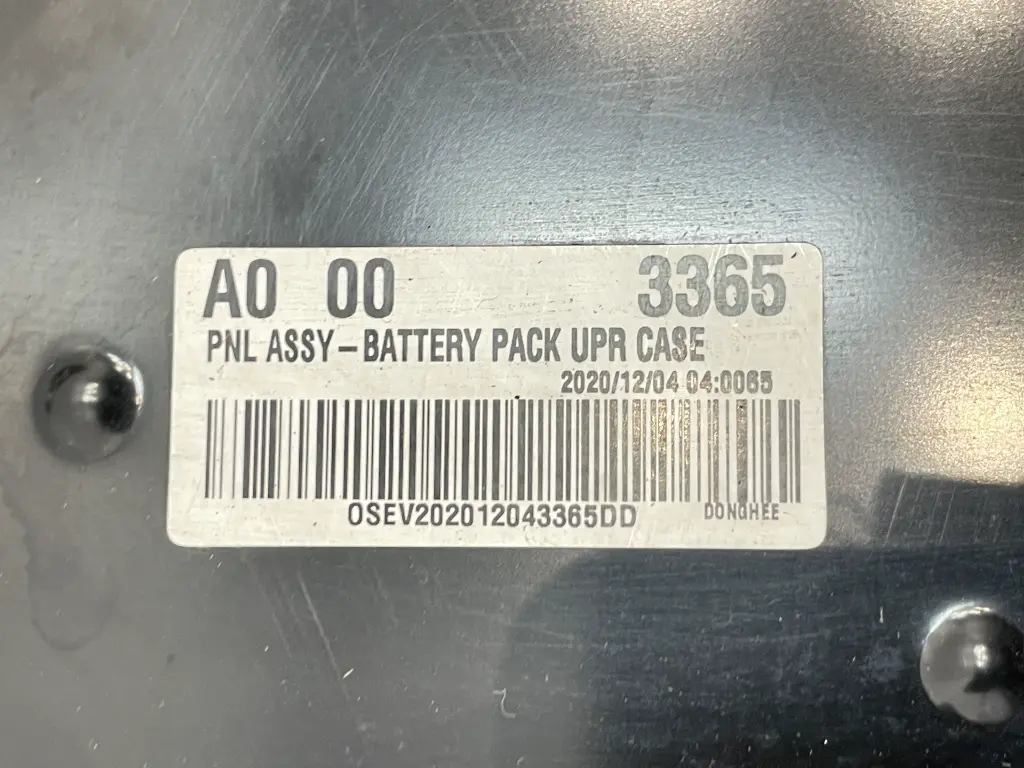 A0 00 3365
PNL ASSY-BATTERY PACK UPR CASE
2020/12/04 04:0065
OSEV202012043365DD
DONGHEE